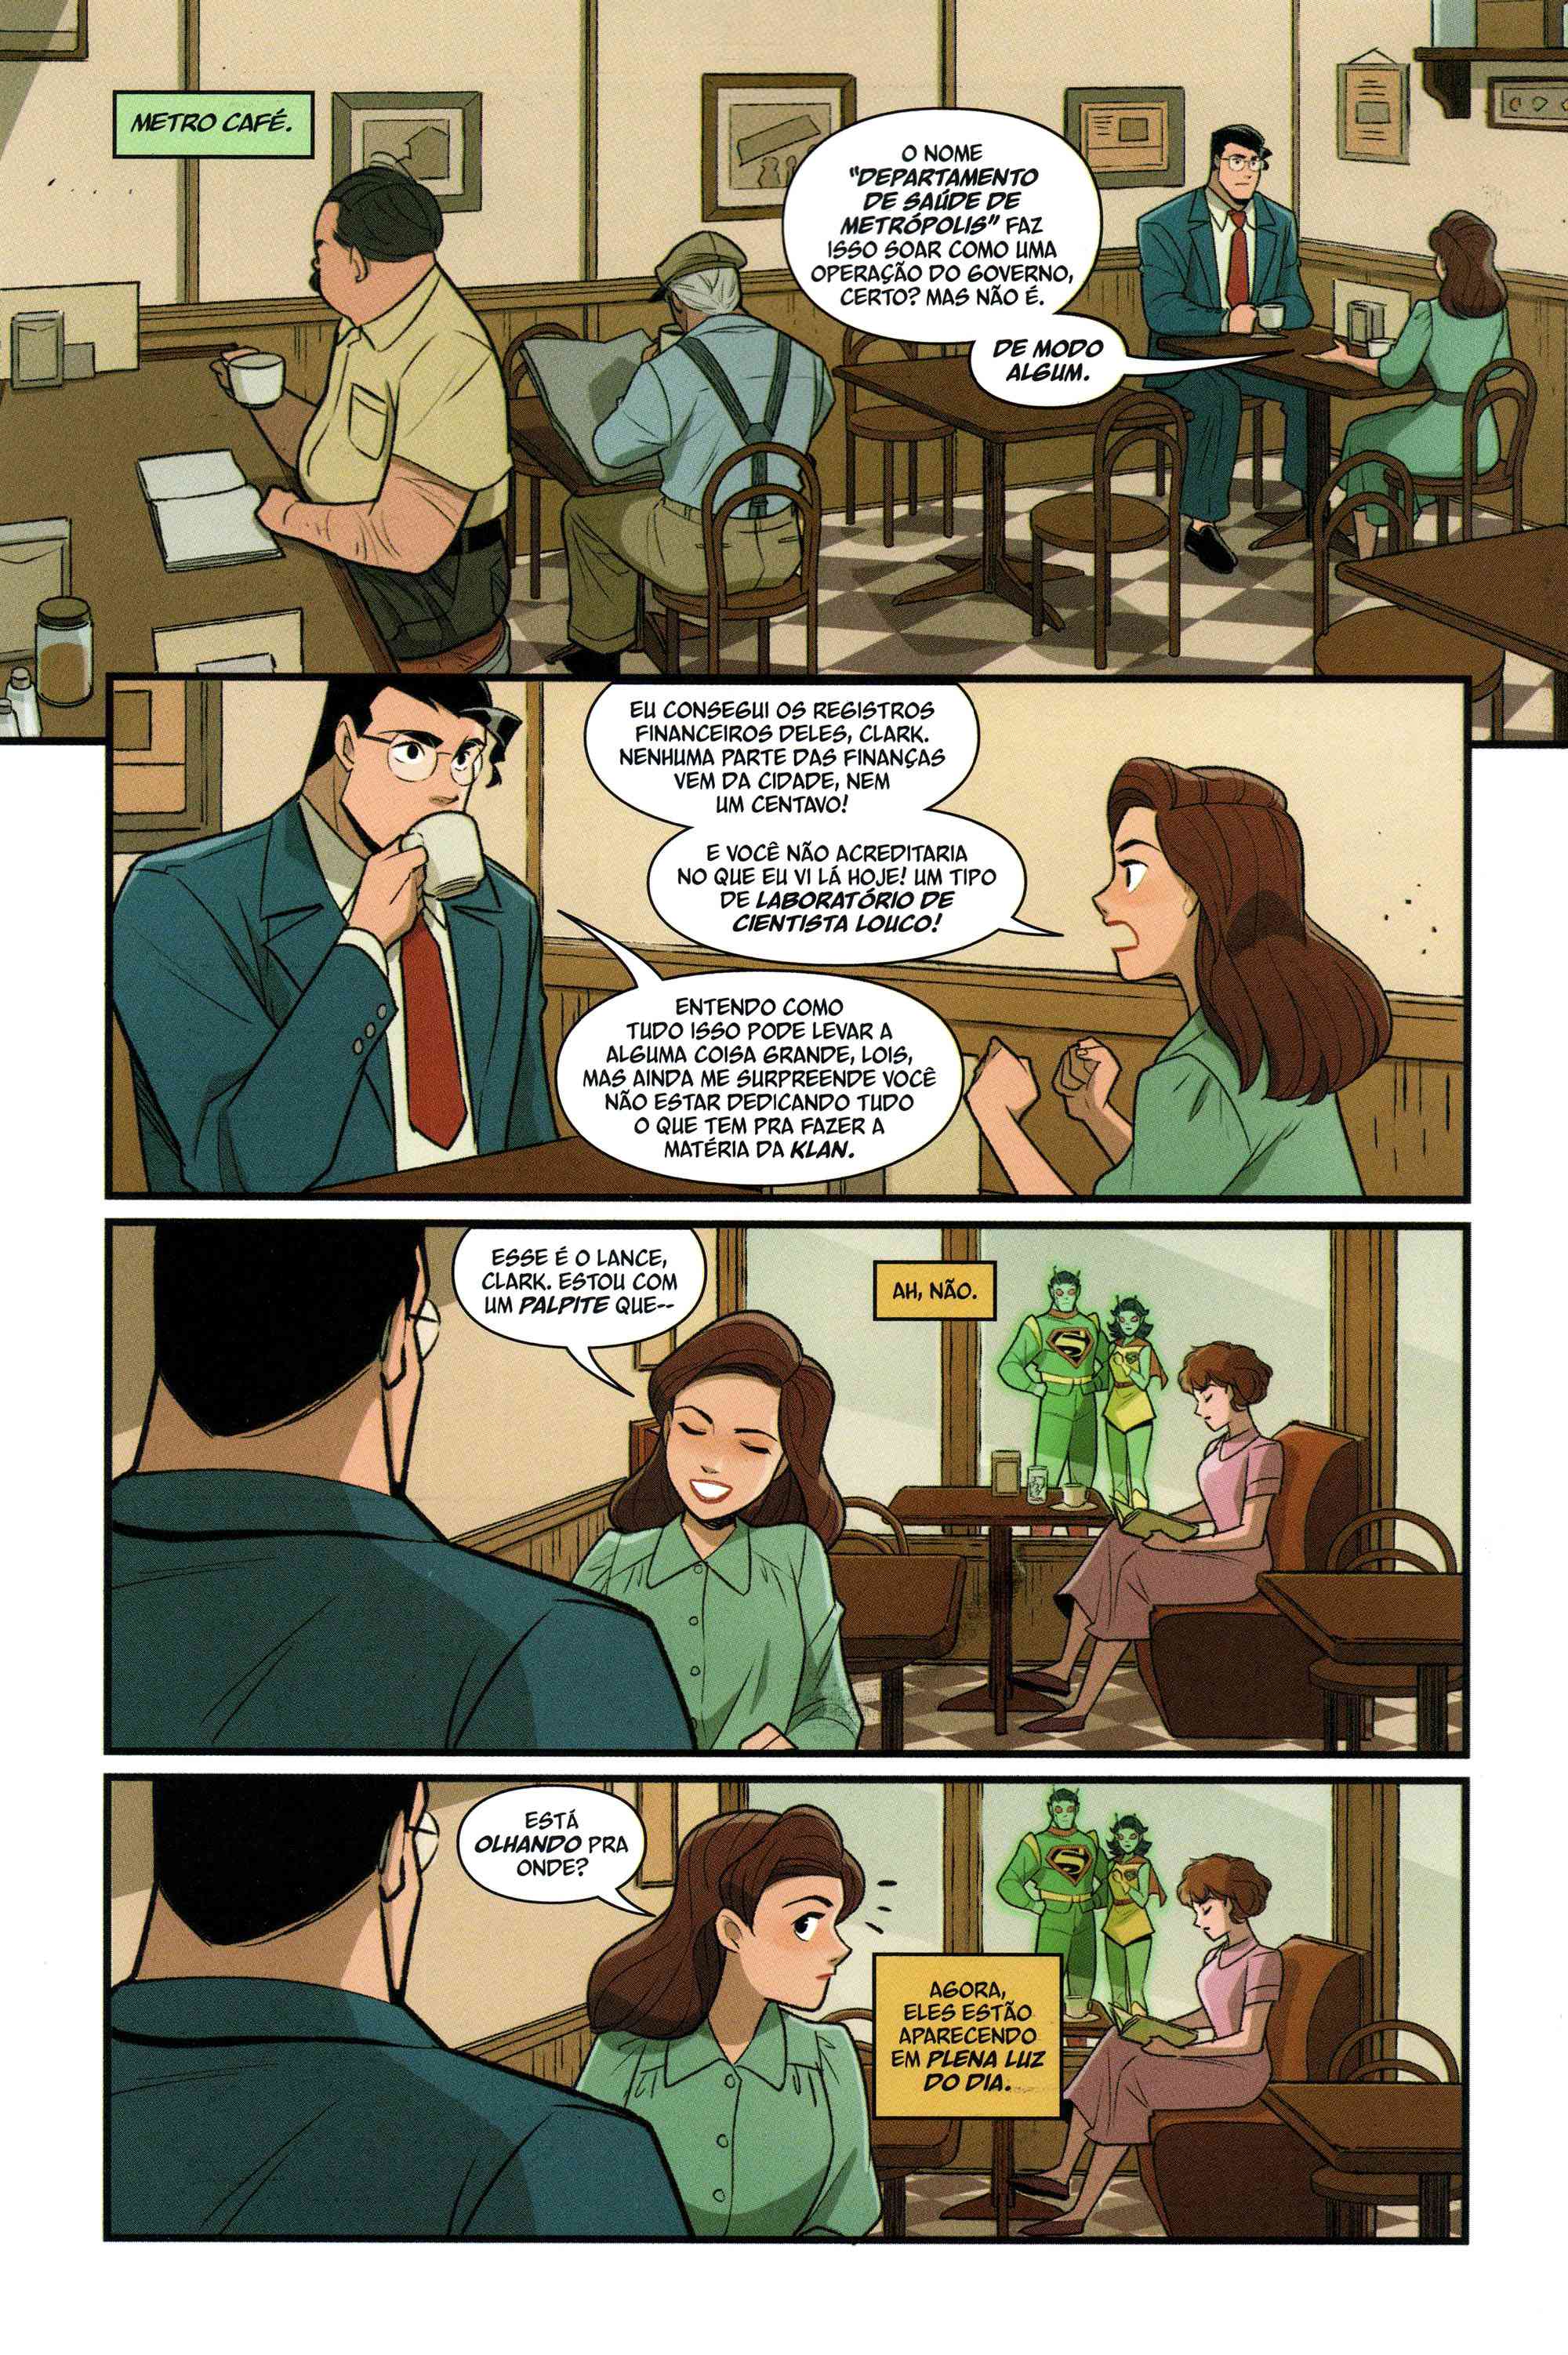 METRO CAFÉ.
O NOME
"DEPARTAMENTO
DE SAÚDE DE
METRÓPOLIS" FAZ
ISSO SOAR COMO UMA
OPERAÇÃO DO GOVERNO,
CERTO? MAS NÃO É.
DE MODO
ALGUM.
EU CONSEGUI OS REGISTROS
FINANCEIROS DELES, CLARK.
NENHUMA PARTE DAS FINANÇAS
VEM DA CIDADE, NEM
UM CENTAVO!
E VOCÊ NÃO ACREDITARIA
NO QUE EU VI LÁ HOJE! UM TIPO
DE LABORATÓRIO DE
CIENTISTA LOUCO!
ENTENDO COMO
TUDO ISSO PODE LEVAR A
ALGUMA COISA GRANDE, LOIS,
MAS AINDA ME SURPREENDE VOCÊ
NÃO ESTAR DEDICANDO TUDO
O QUE TEM PRA FAZER A
MATÉRIA DA KLAN.
ESSE É O LANCE,
CLARK. ESTOU COM
UM PALPITE QUE--
AH, NÃO.
ESTÁ
OLHANDO PRA
ONDE?
AGORA,
ELES ESTÃO
APARECENDO
EM PLENA LUZ
DO DIA.